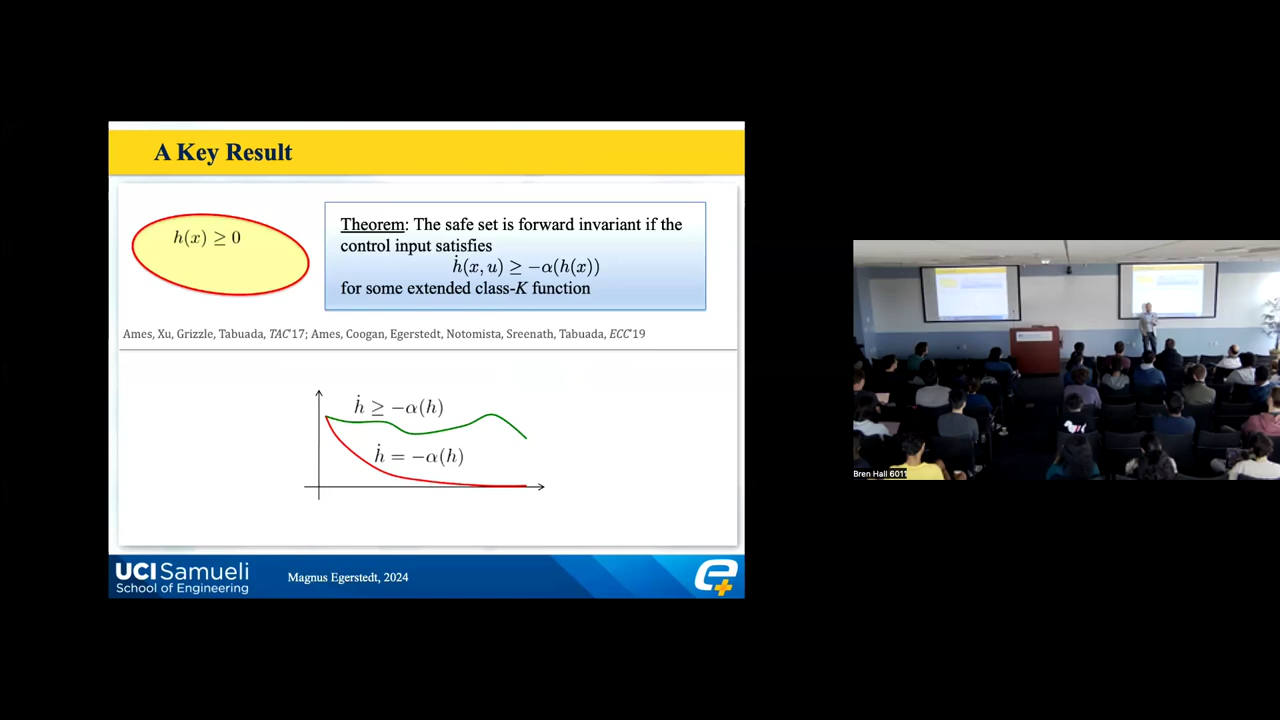 A Key Result
h(x) ≥ 0
Theorem: The safe set is forward invariant if the
control input satisfies
ḣ(x, u) ≥ −α(h(x))
for some extended class-K function
Ames, Xu, Grizzle, Tabuada, TAC'17; Ames, Coogan, Egerstedt, Notomista, Sreenath, Tabuada, ECC'19
ḣ ≥ −α(h)
ḣ = −α(h)
UCI Samueli
School of Engineering
Magnus Egerstedt, 2024
Bren Hall 6011